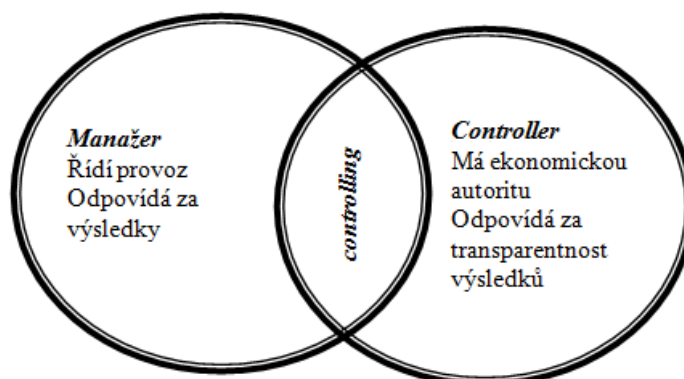 Manažer
Řídí provoz
Odpovídá za
výsledky
controlling
Controller
Má ekonomickou
autoritu
Odpovídá za
transparentnost
výsledků